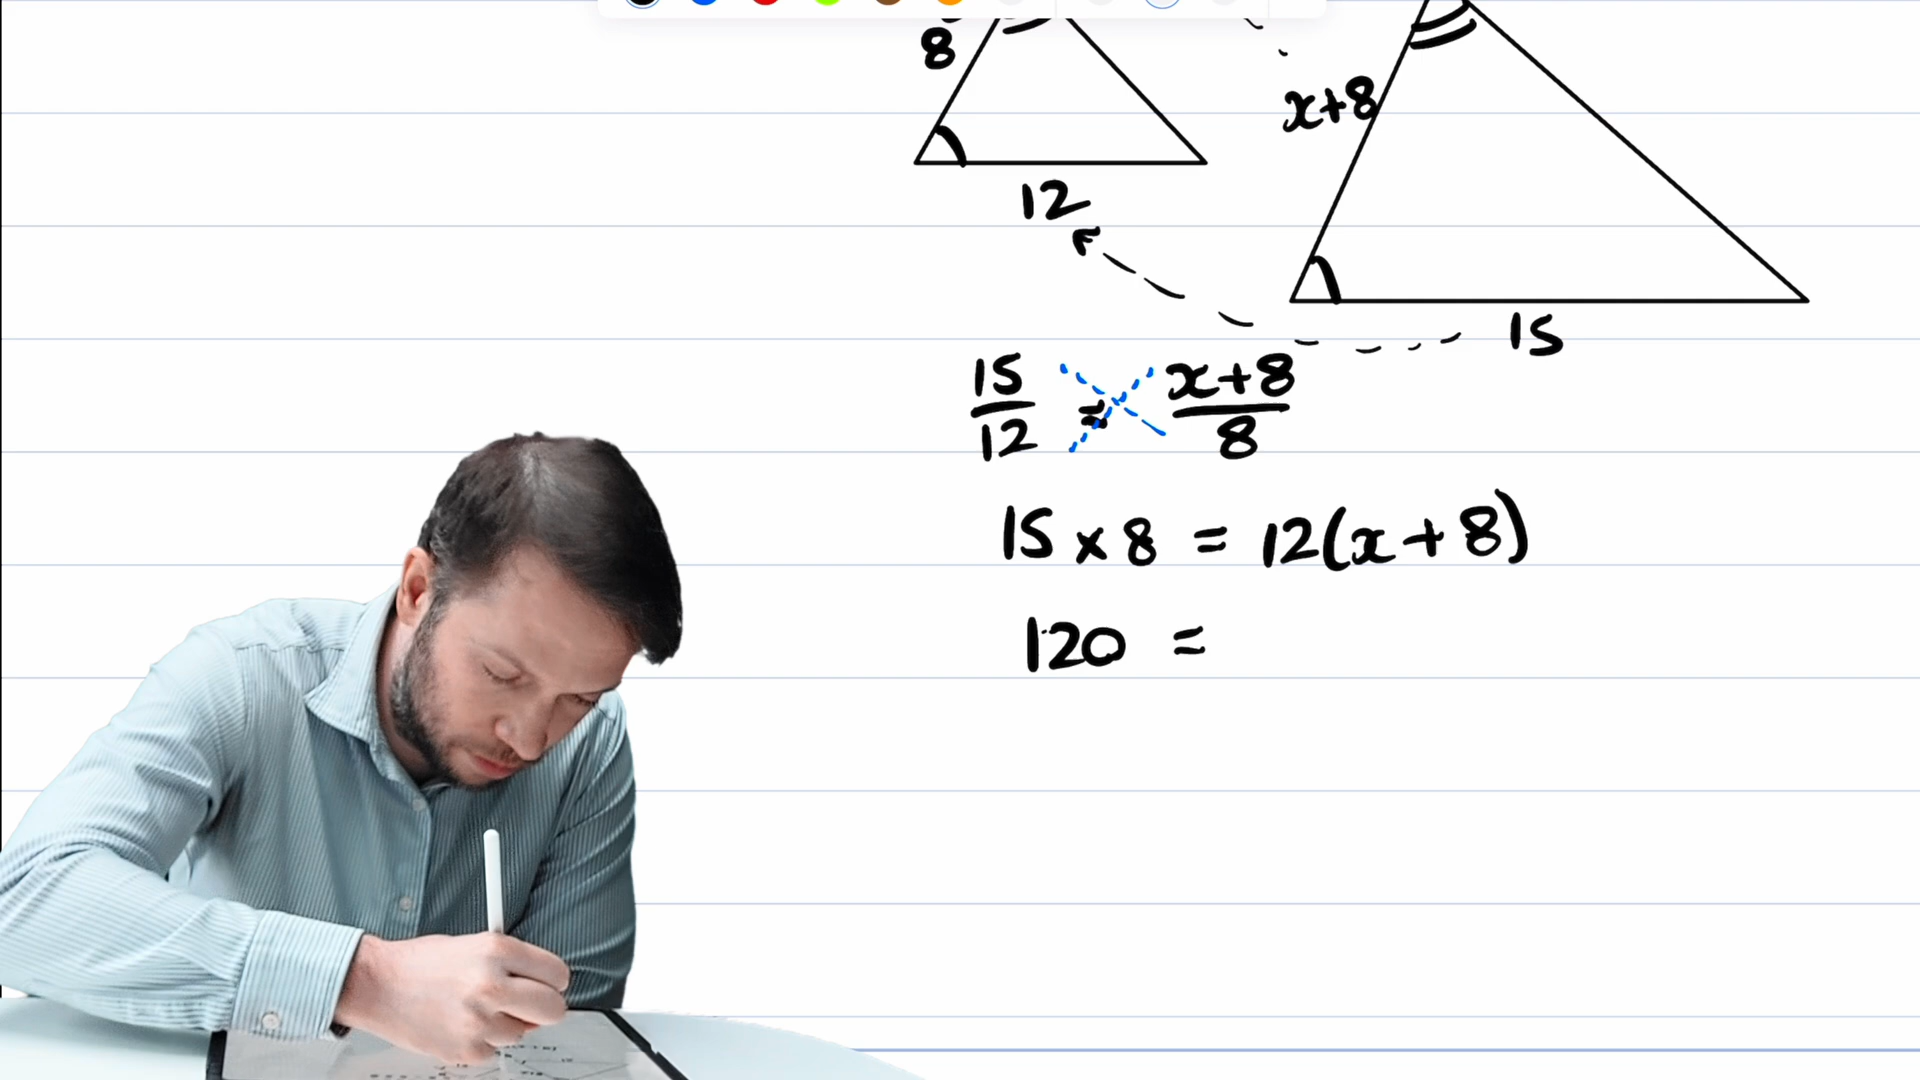 8
x+8
12
15
15/12 = x+8/8
15 × 8 = 12(x + 8)
120 =